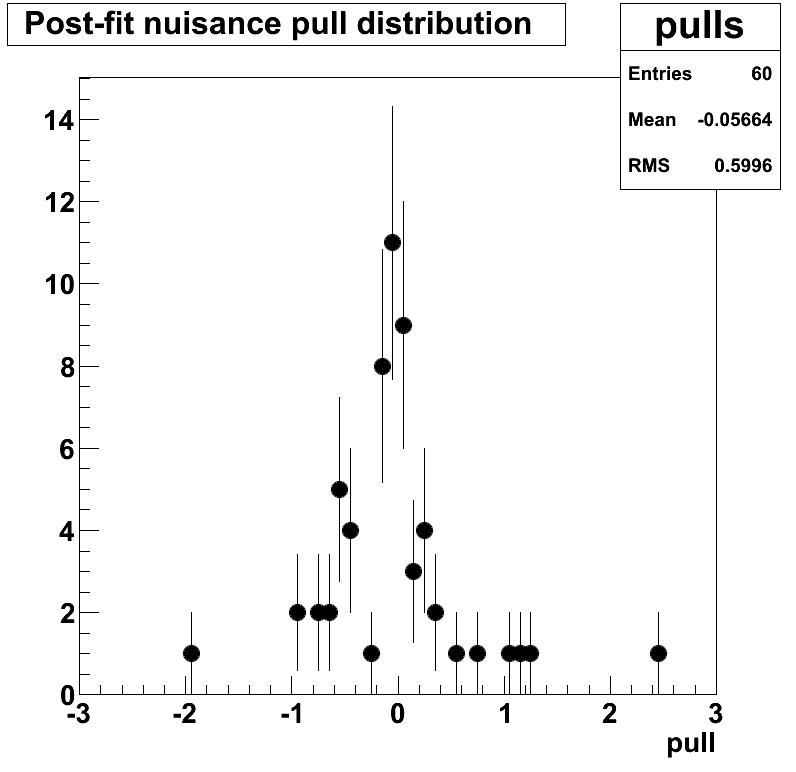 Post-fit nuisance pull distribution
pulls
Entries 60
Mean -0.05664
RMS 0.5996
14
12
10
8
6
4
2
0
-3 -2 -1 0 1 2 3
pull